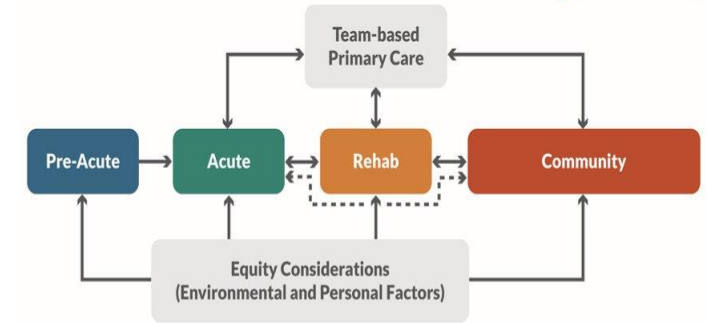 Team-based
Primary Care
Pre-Acute
Acute
Rehab
Community
Equity Considerations
(Environmental and Personal Factors)